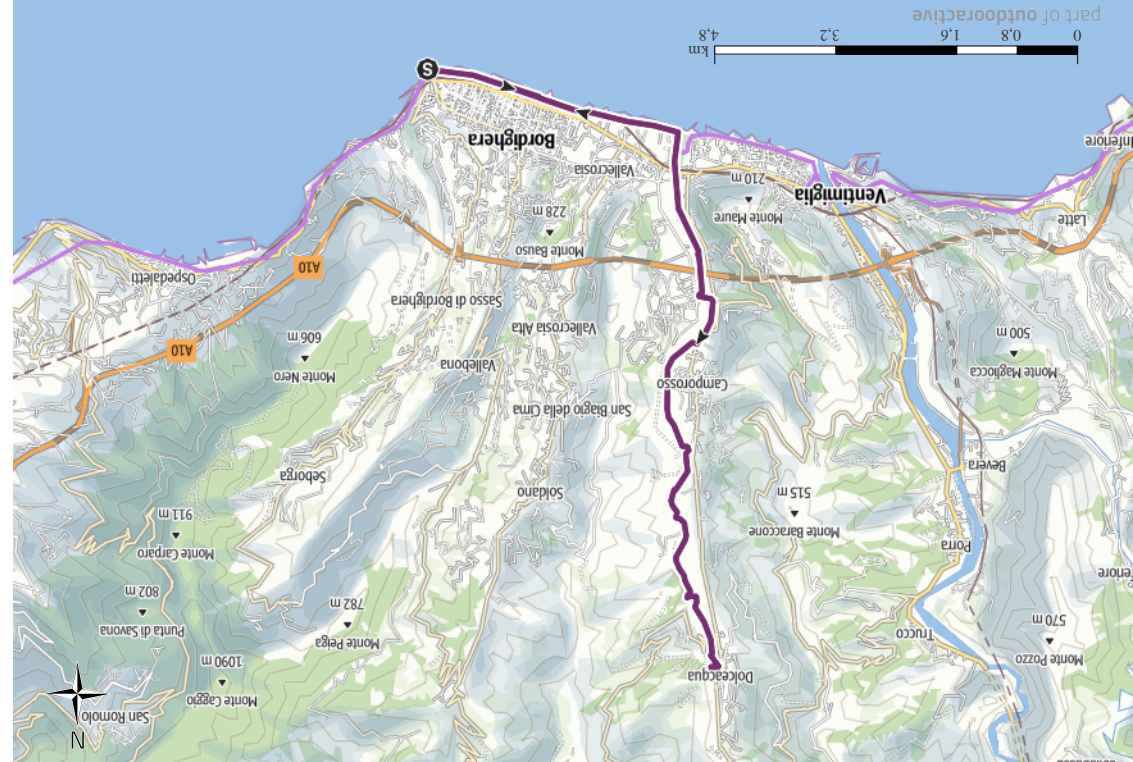 N
San Romolo
Monte Caggio
1090 m
Dolceacqua
Monte Pozzo
570 m
Trucco
Monte Peiga
782 m
Punta di Savona
802 m
Torra
Monte Carparo
911 m
Monte Baraccone
515 m
Soldano
Seborga
Bevera
San Biagio della Cima
Camporosso
Monte Magliocca
500 m
Vallebona
Monte Nero
606 m
A10
Vallecrosia Alta
Sasso di Bordighera
Ospedaletti
A10
Monte Bauso
228 m
Latte
Monte Maure
210 m
Ventimiglia
Vallecrosia
Inferiore
Bordighera
S
0 0,8 1,6 3,2 4,8
km
part of outdooractive